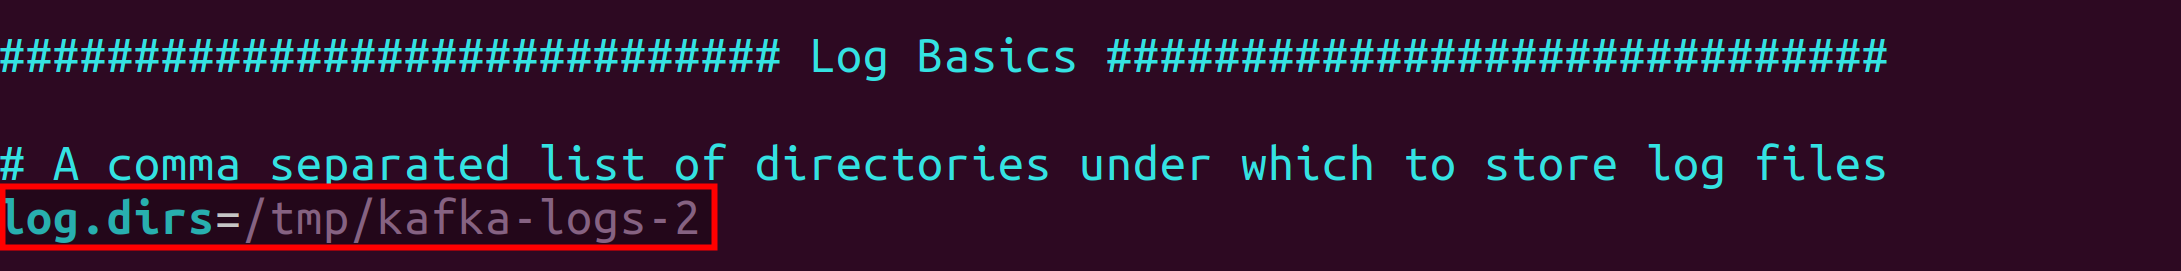 ############################# Log Basics #############################
# A comma separated list of directories under which to store log files
log.dirs=/tmp/kafka-logs-2